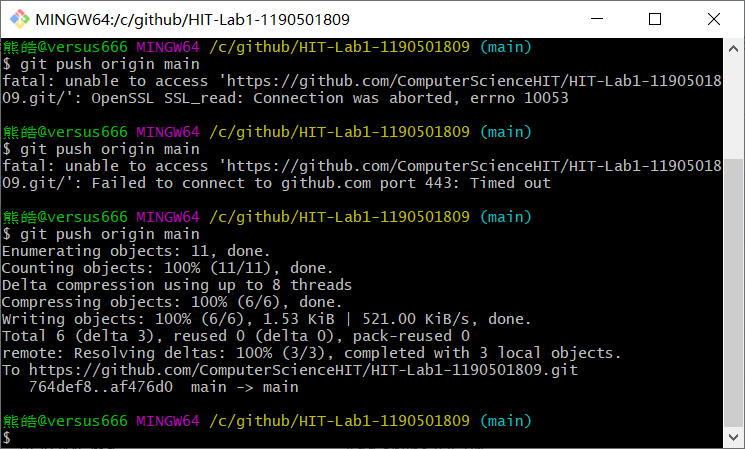 MINGW64:/c/github/HIT-Lab1-1190501809
熊皓@versus666 MINGW64 /c/github/HIT-Lab1-1190501809 (main)
$ git push origin main
fatal: unable to access 'https://github.com/ComputerScienceHIT/HIT-Lab1-11905018
09.git/': OpenSSL SSL_read: Connection was aborted, errno 10053
熊皓@versus666 MINGW64 /c/github/HIT-Lab1-1190501809 (main)
$ git push origin main
fatal: unable to access 'https://github.com/ComputerScienceHIT/HIT-Lab1-11905018
09.git/': Failed to connect to github.com port 443: Timed out
熊皓@versus666 MINGW64 /c/github/HIT-Lab1-1190501809 (main)
$ git push origin main
Enumerating objects: 11, done.
Counting objects: 100% (11/11), done.
Delta compression using up to 8 threads
Compressing objects: 100% (6/6), done.
Writing objects: 100% (6/6), 1.53 KiB | 521.00 KiB/s, done.
Total 6 (delta 3), reused 0 (delta 0), pack-reused 0
remote: Resolving deltas: 100% (3/3), completed with 3 local objects.
To https://github.com/ComputerScienceHIT/HIT-Lab1-1190501809.git
   764def8..af476d0  main -> main
熊皓@versus666 MINGW64 /c/github/HIT-Lab1-1190501809 (main)
$